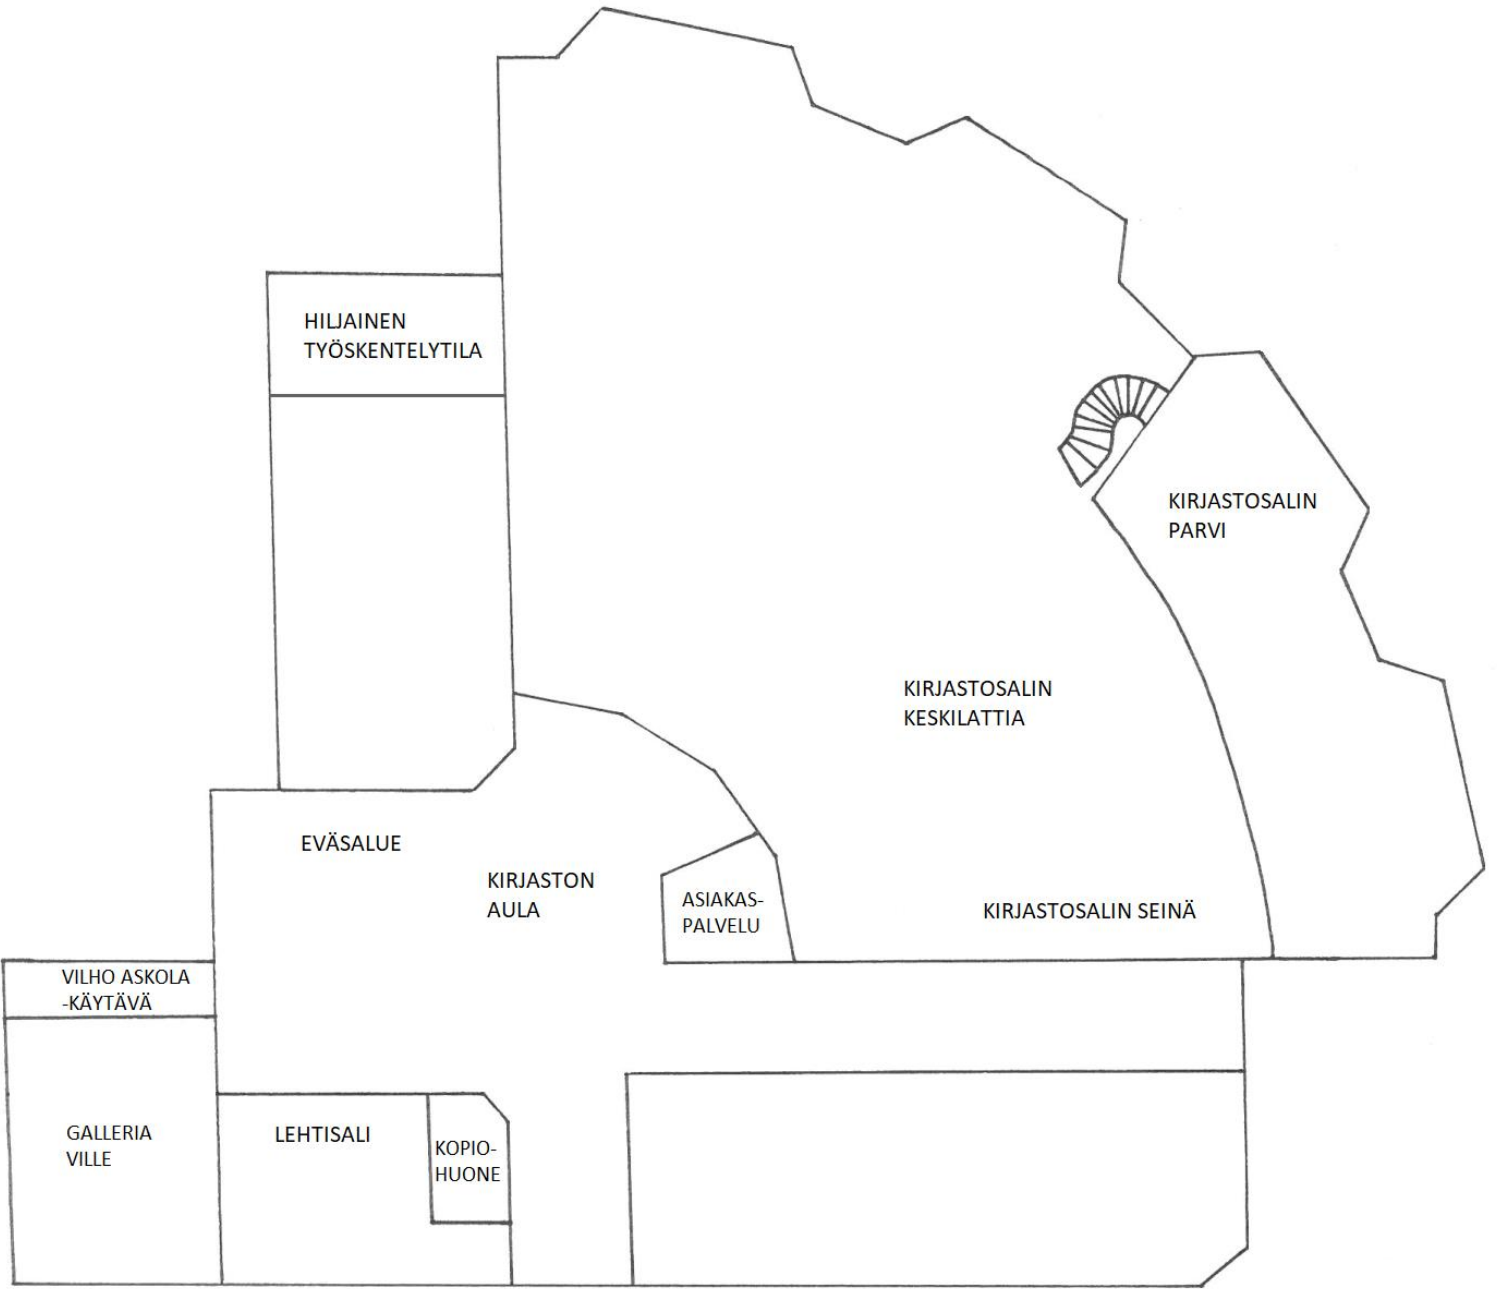 HILJAINEN
TYÖSKENTELYTILA
KIRJASTOSALIN
PARVI
KIRJASTOSALIN
KESKILATTIA
EVÄSALUE
KIRJASTON
AULA
ASIAKAS-
PALVELU
KIRJASTOSALIN SEINÄ
VILHO ASKOLA
-KÄYTÄVÄ
GALLERIA
VILLE
LEHTISALI
KOPIO-
HUONE